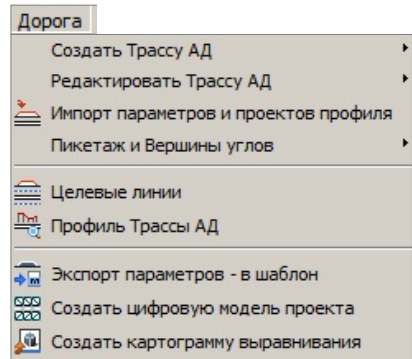 Дорога
Создать Трассу АД
Редактировать Трассу АД
Импорт параметров и проектов профиля
Пикетаж и Вершины углов
Целевые линии
Профиль Трассы АД
Экспорт параметров - в шаблон
Создать цифровую модель проекта
Создать картограмму выравнивания